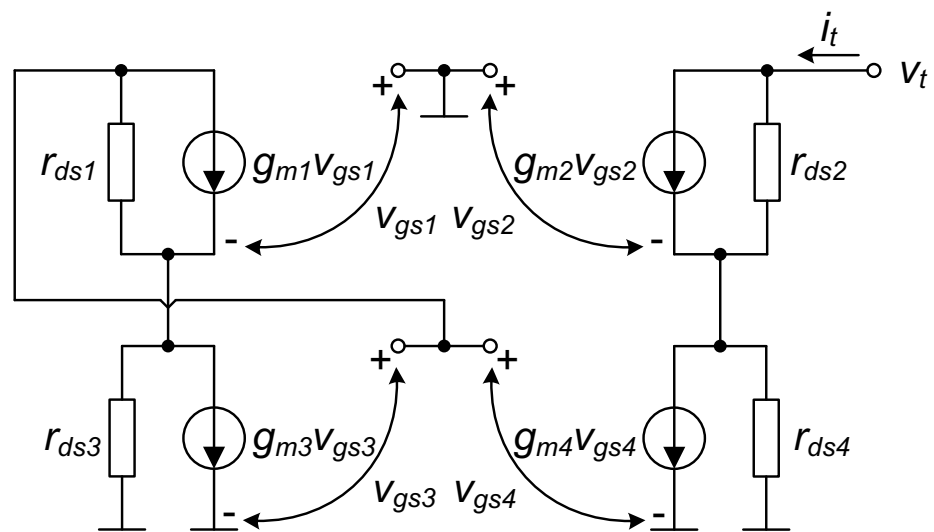 i_t
+ + v_t
r_ds1 g_m1v_gs1 g_m2v_gs2 r_ds2
v_gs1 v_gs2
- -
+ +
r_ds3 g_m3v_gs3 g_m4v_gs4 r_ds4
v_gs3 v_gs4
- -